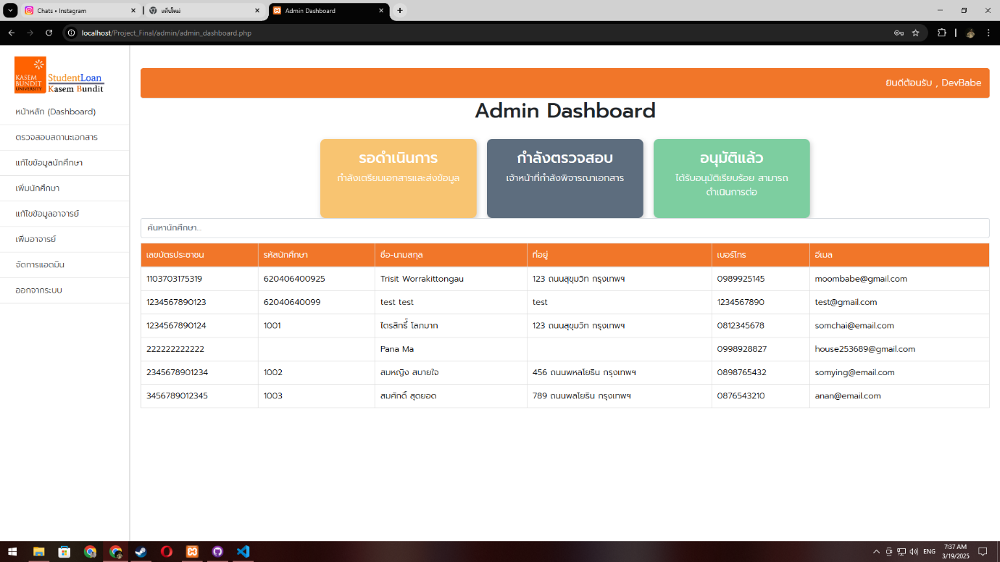 Chats • Instagram
แท็บใหม่
Admin Dashboard
localhost/Project_Final/admin/admin_dashboard.php
KASEM
BUNDIT
UNIVERSITY
StudentLoan
Kasem Bundit
ยินดีต้อนรับ , DevBabe
หน้าหลัก (Dashboard)
ตรวจสอบสถานะเอกสาร
แก้ไขข้อมูลนักศึกษา
เพิ่มนักศึกษา
แก้ไขข้อมูลอาจารย์
เพิ่มอาจารย์
จัดการแอดมิน
ออกจากระบบ
Admin Dashboard
รอดำเนินการ
กำลังเตรียมเอกสารและส่งข้อมูล
กำลังตรวจสอบ
เจ้าหน้าที่กำลังพิจารณาเอกสาร
อนุมัติแล้ว
ได้รับอนุมัติเรียบร้อย สามารถ
ดำเนินการต่อ
ค้นหานักศึกษา...
เลขบัตรประชาชน รหัสนักศึกษา ชื่อ-นามสกุล ที่อยู่ เบอร์โทร อีเมล
1103703175319 620406400925 Trisit Worrakittongau 123 ถนนสุขุมวิท กรุงเทพฯ 0989925145 moombabe@gmail.com
1234567890123 62040640099 test test test 1234567890 test@gmail.com
1234567890124 1001 ไตรสิทธิ์์ โลภมาก 123 ถนนสุขุมวิท กรุงเทพฯ 0812345678 somchai@email.com
222222222222 Pana Ma 0998928827 house253689@gmail.com
2345678901234 1002 สมหญิง สบายใจ 456 ถนนพหลโยธิน กรุงเทพฯ 0898765432 somying@email.com
3456789012345 1003 สมศักดิ์ สุดยอด 789 ถนนพลโยธิน กรุงเทพฯ 0876543210 anan@email.com
ENG
7:37 AM
3/19/2025